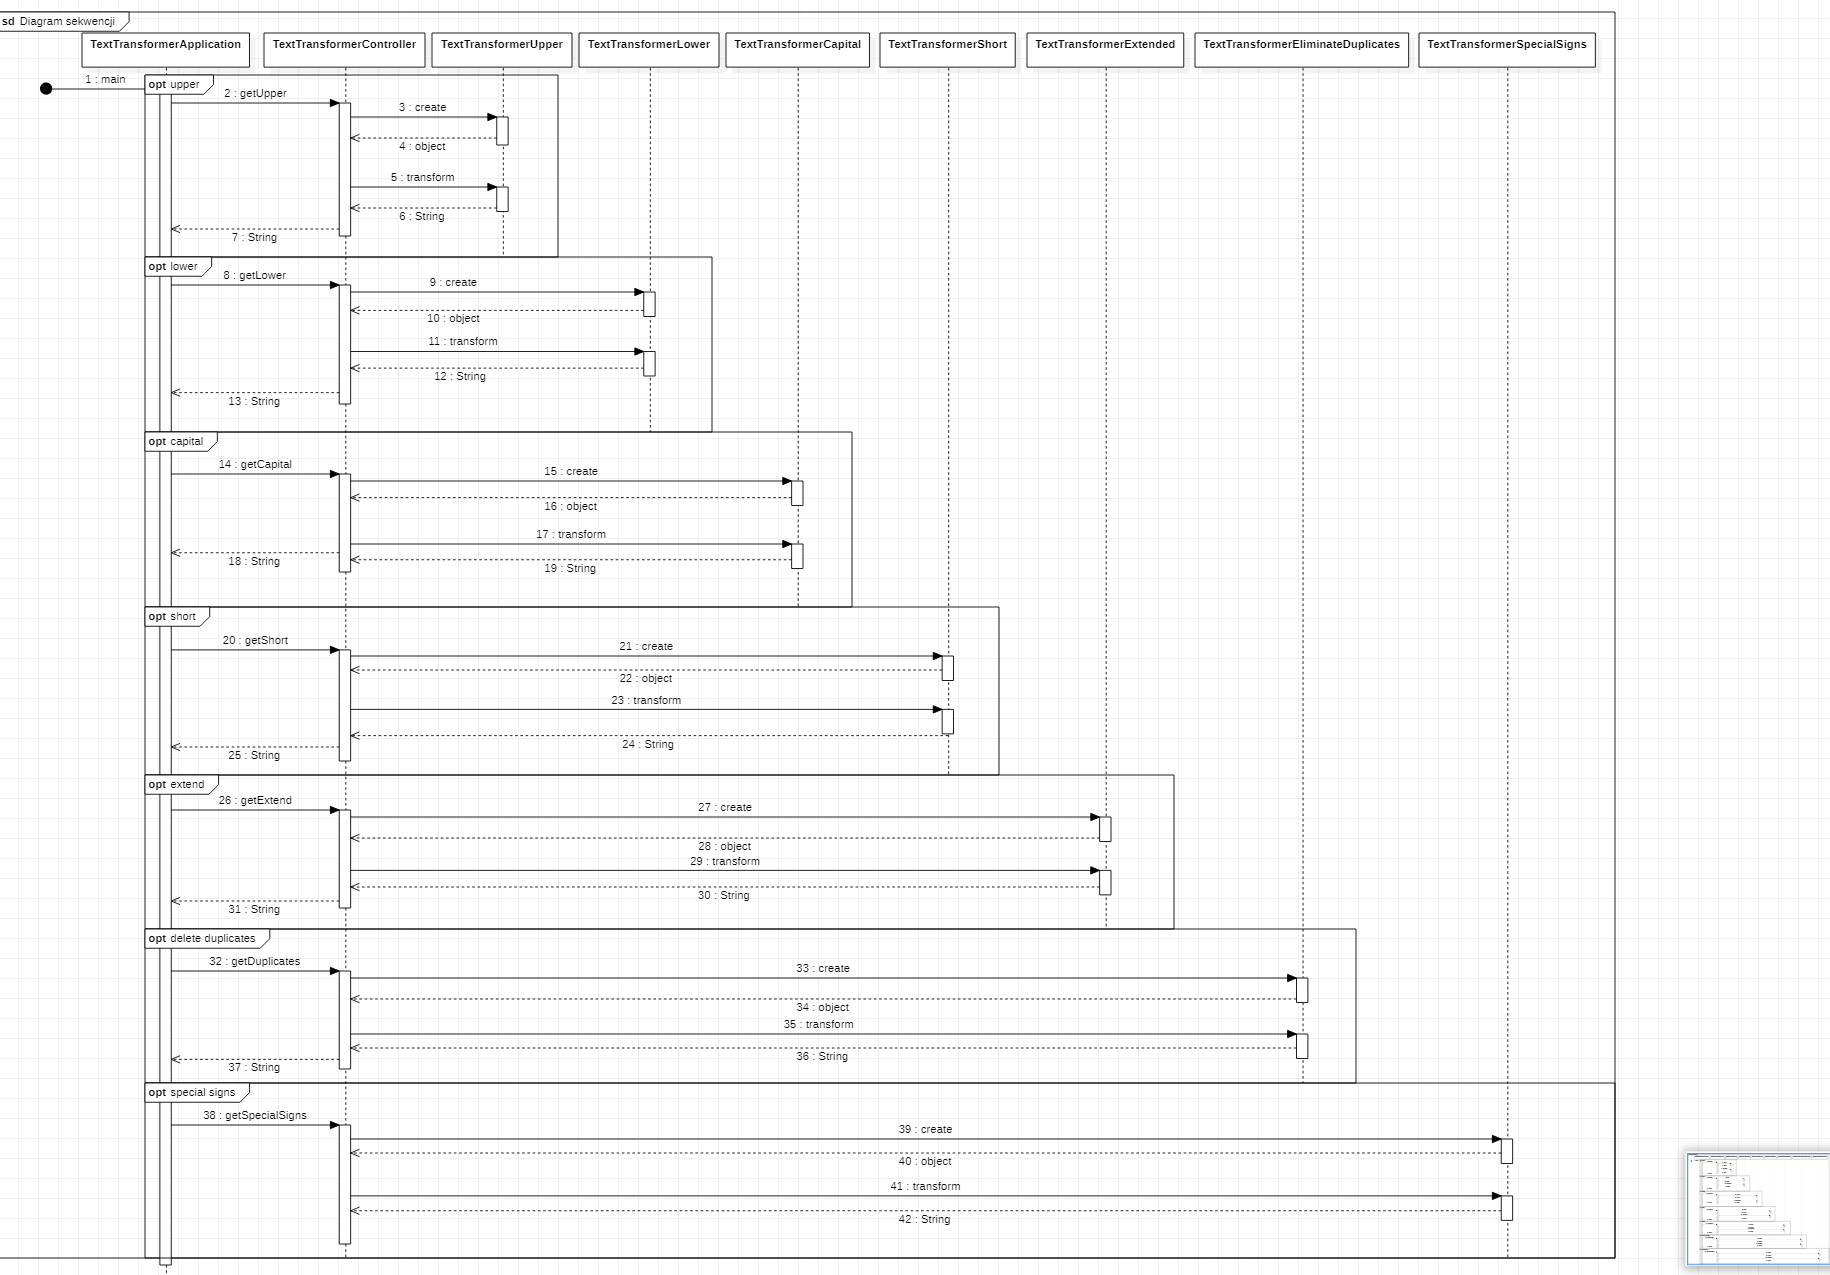 sd Diagram sekwencji
TextTransformerApplication
TextTransformerController
TextTransformerUpper
TextTransformerLower
TextTransformerCapital
TextTransformerShort
TextTransformerExtended
TextTransformerEliminateDuplicates
TextTransformerSpecialSigns
1 : main
opt upper
2 : getUpper
3 : create
4 : object
5 : transform
6 : String
7 : String
opt lower
8 : getLower
9 : create
10 : object
11 : transform
12 : String
13 : String
opt capital
14 : getCapital
15 : create
16 : object
17 : transform
18 : String
19 : String
opt short
20 : getShort
21 : create
22 : object
23 : transform
24 : String
25 : String
opt extend
26 : getExtend
27 : create
28 : object
29 : transform
30 : String
31 : String
opt delete duplicates
32 : getDuplicates
33 : create
34 : object
35 : transform
36 : String
37 : String
opt special signs
38 : getSpecialSigns
39 : create
40 : object
41 : transform
42 : String